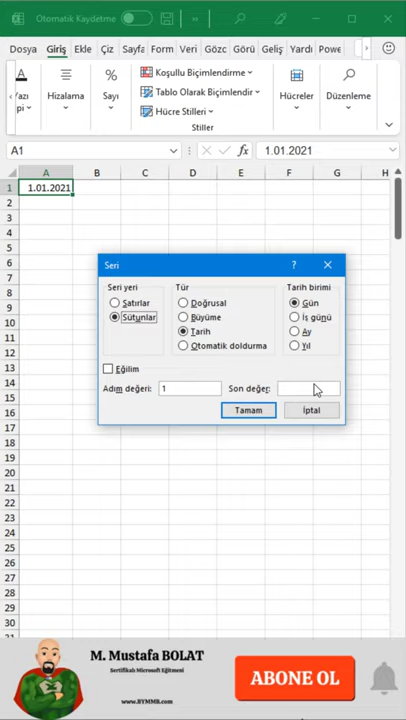 Otomatik Kaydetme
Dosya Giriş Ekle Çiz Sayfa Form Veri Gözc Görü Geliş Yardı Powe
Yazı
pi
Hizalama
Sayı
Koşullu Biçimlendirme
Tablo Olarak Biçimlendir
Hücre Stilleri
Stiller
Hücreler
Düzenleme
A1
fx
1.01.2021
A B C D E F G H
1 1.01.2021
2
3
4
5
6
7
8
9
10
11
12
13
14
15
16
17
18
19
20
21
22
23
24
25
26
27
28
29
30
31
Seri
?
Seri yeri
Satırlar
Sütunlar
Tür
Doğrusal
Büyüme
Tarih
Otomatik doldurma
Tarih birimi
Gün
İş günü
Ay
Yıl
Eğilim
Adım değeri: 1
Son değer:
Tamam
İptal
M. Mustafa BOLAT
Sertifikalı Microsoft Eğitmeni
www.BYMMB.com
ABONE OL